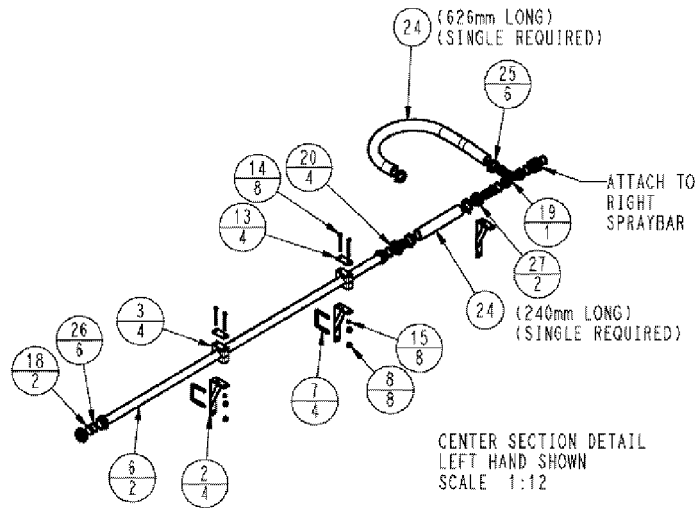 24 (626mm LONG)
(SINGLE REQUIRED)
25
6
20
4
14
8
13
4
ATTACH TO
RIGHT
SPRAYBAR
19
1
27
2
24 (240mm LONG)
(SINGLE REQUIRED)
3
4
15
8
26
6
18
2
7
4
8
8
6
2
2
4
CENTER SECTION DETAIL
LEFT HAND SHOWN
SCALE 1:12